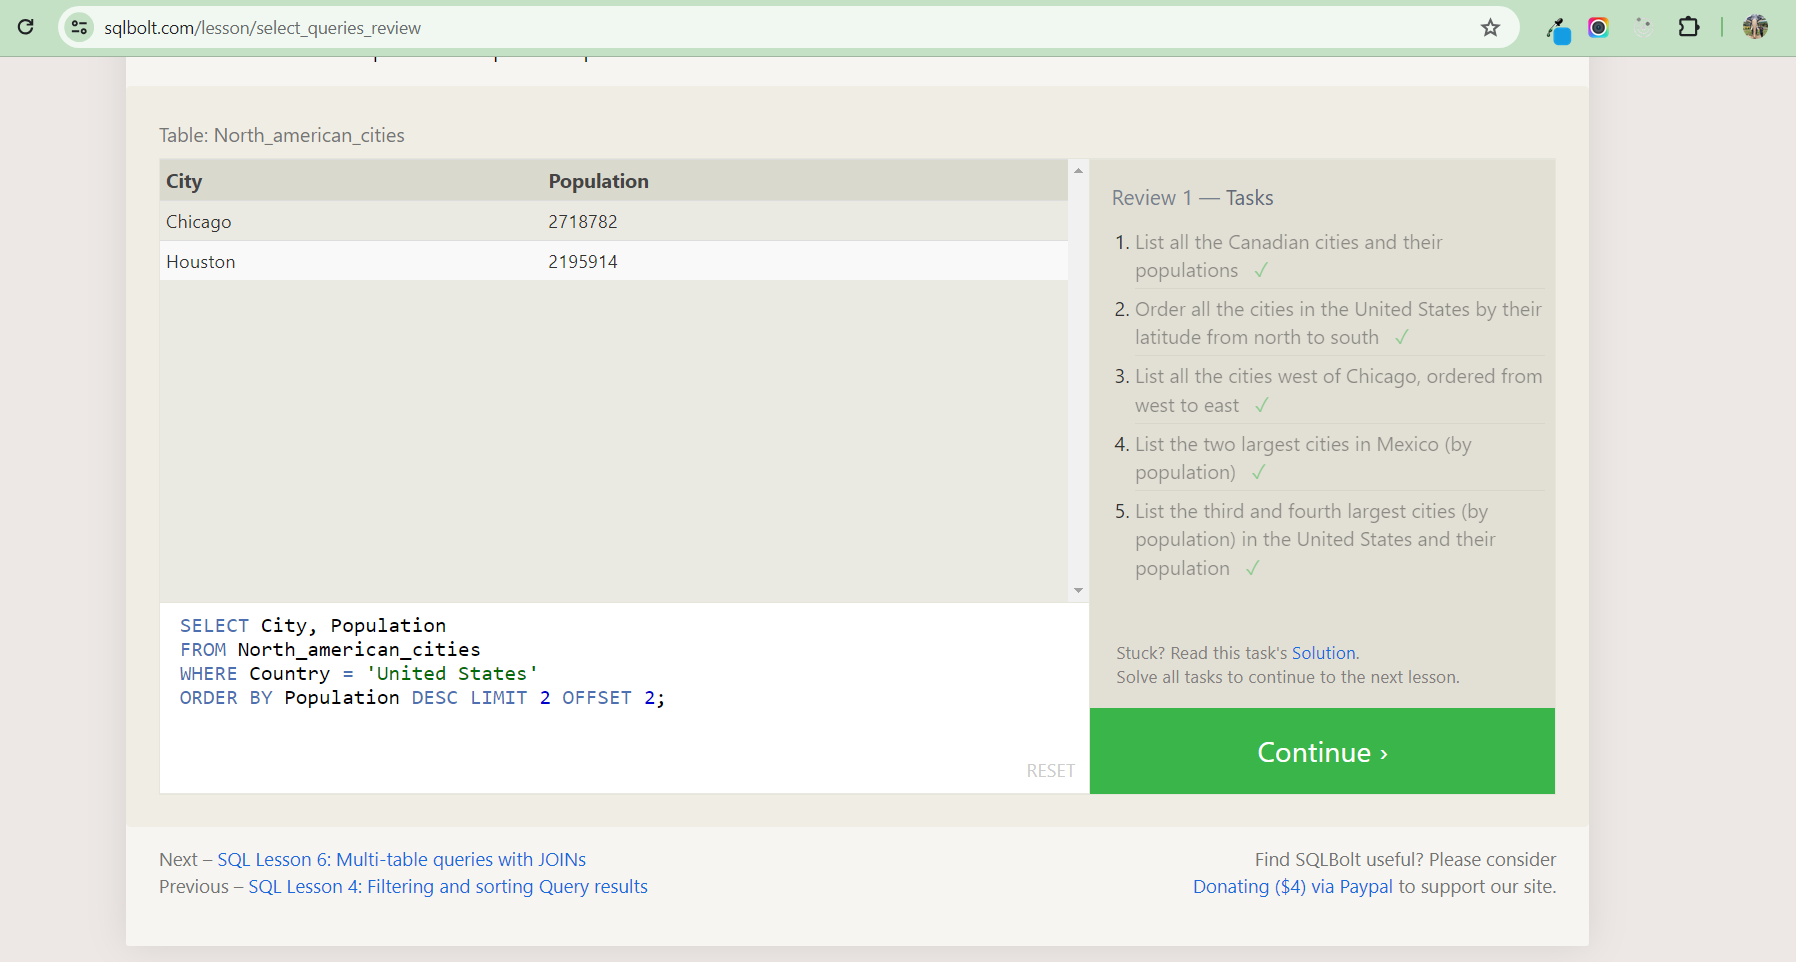 sqlbolt.com/lesson/select_queries_review
Table: North_american_cities
City Population
Chicago 2718782
Houston 2195914
Review 1 — Tasks
1. List all the Canadian cities and their
populations ✓
2. Order all the cities in the United States by their
latitude from north to south ✓
3. List all the cities west of Chicago, ordered from
west to east ✓
4. List the two largest cities in Mexico (by
population) ✓
5. List the third and fourth largest cities (by
population) in the United States and their
population ✓
SELECT City, Population
FROM North_american_cities
WHERE Country = 'United States'
ORDER BY Population DESC LIMIT 2 OFFSET 2;
RESET
Stuck? Read this task's Solution.
Solve all tasks to continue to the next lesson.
Continue ›
Next – SQL Lesson 6: Multi-table queries with JOINs
Previous – SQL Lesson 4: Filtering and sorting Query results
Find SQLBolt useful? Please consider
Donating ($4) via Paypal to support our site.